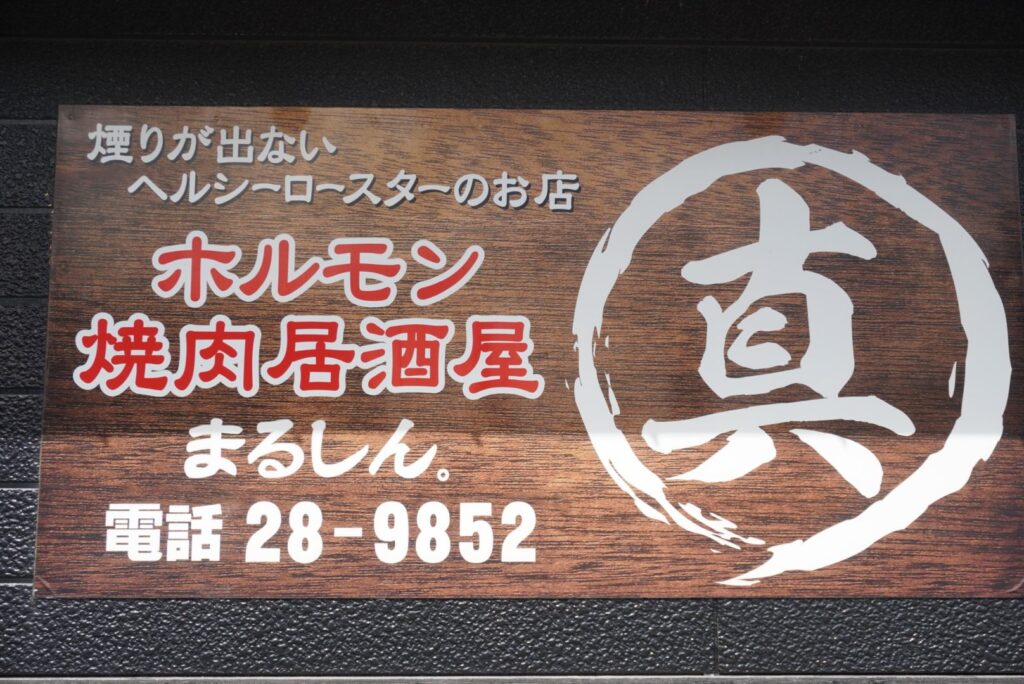 煙りが出ない
ヘルシーロースターのお店
ホルモン
焼肉居酒屋
まるしん。
電話 28-9852
真